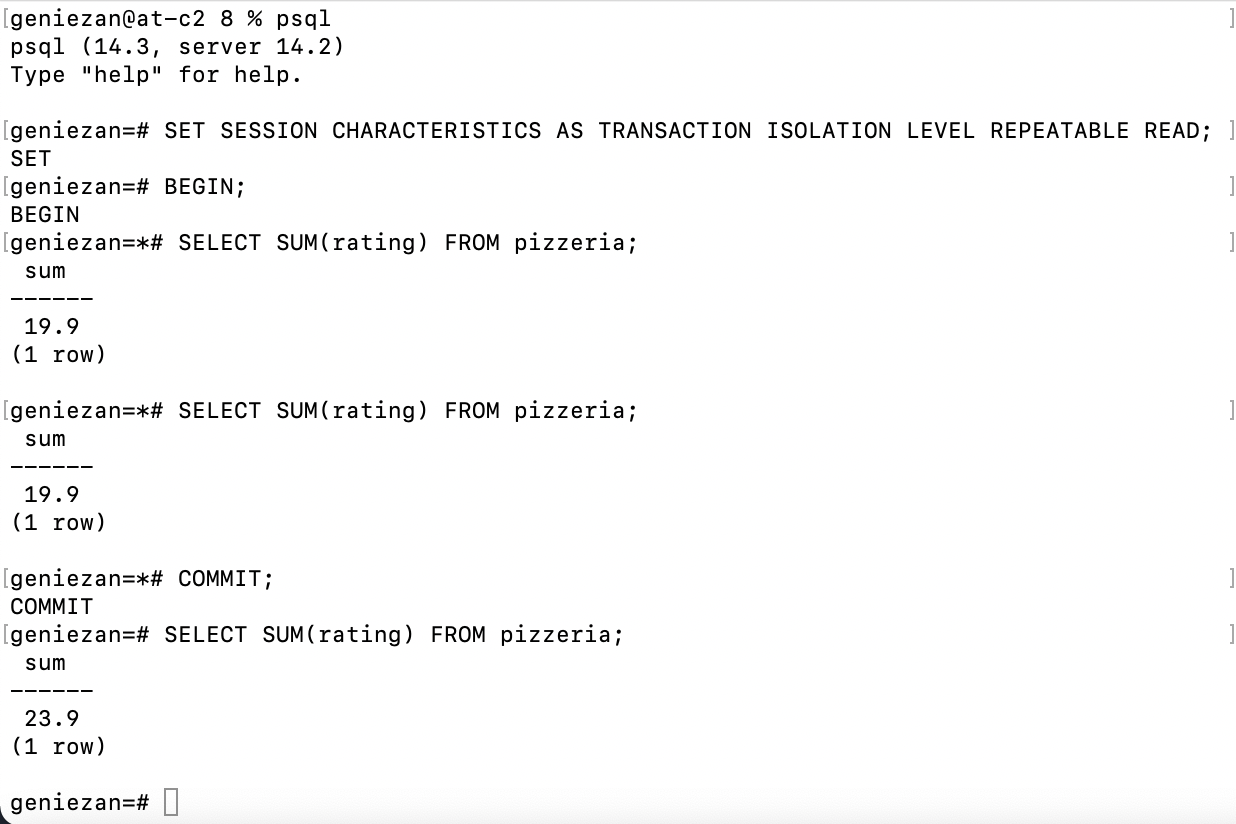 [geniezan@at-c2 8 % psql ]
psql (14.3, server 14.2)
Type "help" for help.
[geniezan=# SET SESSION CHARACTERISTICS AS TRANSACTION ISOLATION LEVEL REPEATABLE READ; ]
SET
[geniezan=# BEGIN; ]
BEGIN
[geniezan=*# SELECT SUM(rating) FROM pizzeria; ]
sum
------
19.9
(1 row)
[geniezan=*# SELECT SUM(rating) FROM pizzeria; ]
sum
------
19.9
(1 row)
[geniezan=*# COMMIT; ]
COMMIT
[geniezan=# SELECT SUM(rating) FROM pizzeria; ]
sum
------
23.9
(1 row)
geniezan=#